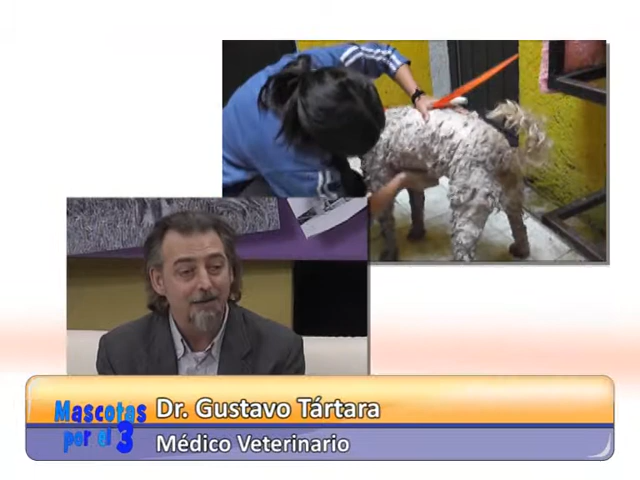 Mascotas
por el 3
Dr. Gustavo Tártara
Médico Veterinario